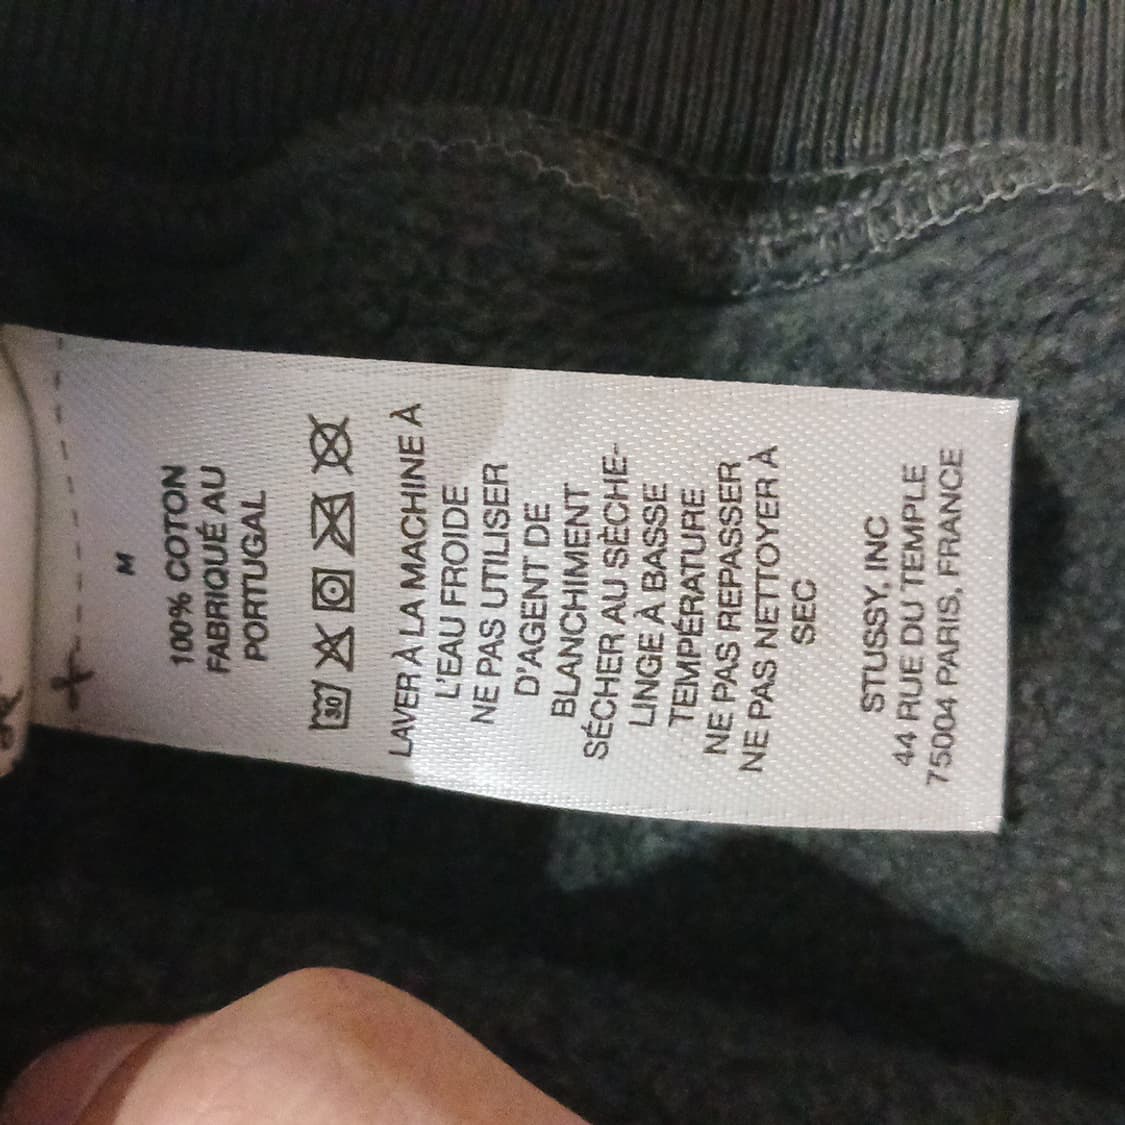 M
100% COTON
FABRIQUÉ AU
PORTUGAL
30
LAVER À LA MACHINE À
L'EAU FROIDE
NE PAS UTILISER
D'AGENT DE
BLANCHIMENT
SÉCHER AU SÈCHE-
LINGE À BASSE
TEMPÉRATURE
NE PAS REPASSER
NE PAS NETTOYER À
SEC
STUSSY, INC
44 RUE DU TEMPLE
75004 PARIS, FRANCE